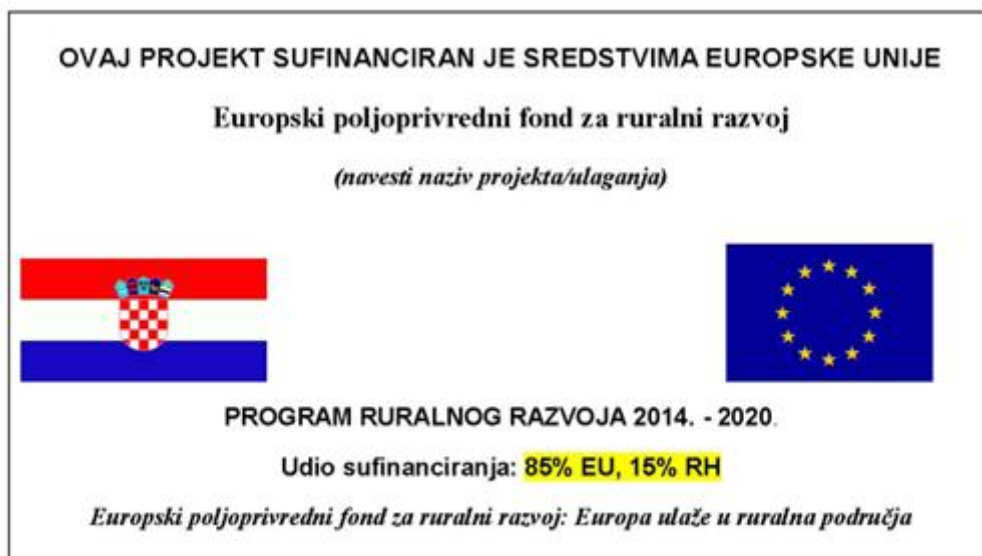 OVAJ PROJEKT SUFINANCIRAN JE SREDSTVIMA EUROPSKE UNIJE
Europski poljoprivredni fond za ruralni razvoj
(navesti naziv projekta/ulaganja)
PROGRAM RURALNOG RAZVOJA 2014. - 2020.
Udio sufinanciranja: 85% EU, 15% RH
Europski poljoprivredni fond za ruralni razvoj: Europa ulaže u ruralna područja